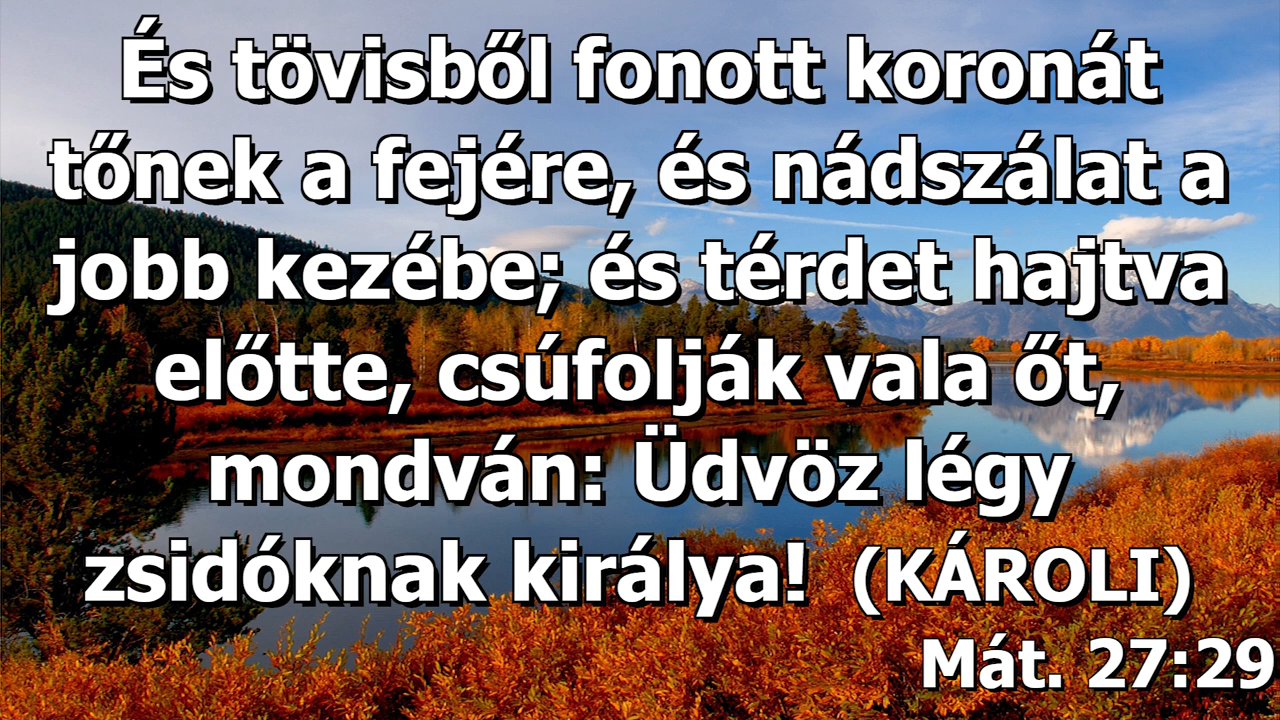 És tövisből fonott koronát
tőnek a fejére, és nádszálat a
jobb kezébe; és térdet hajtva
előtte, csúfolják vala őt,
mondván: Üdvöz légy
zsidóknak királya! (KÁROLI)
Mát. 27:29